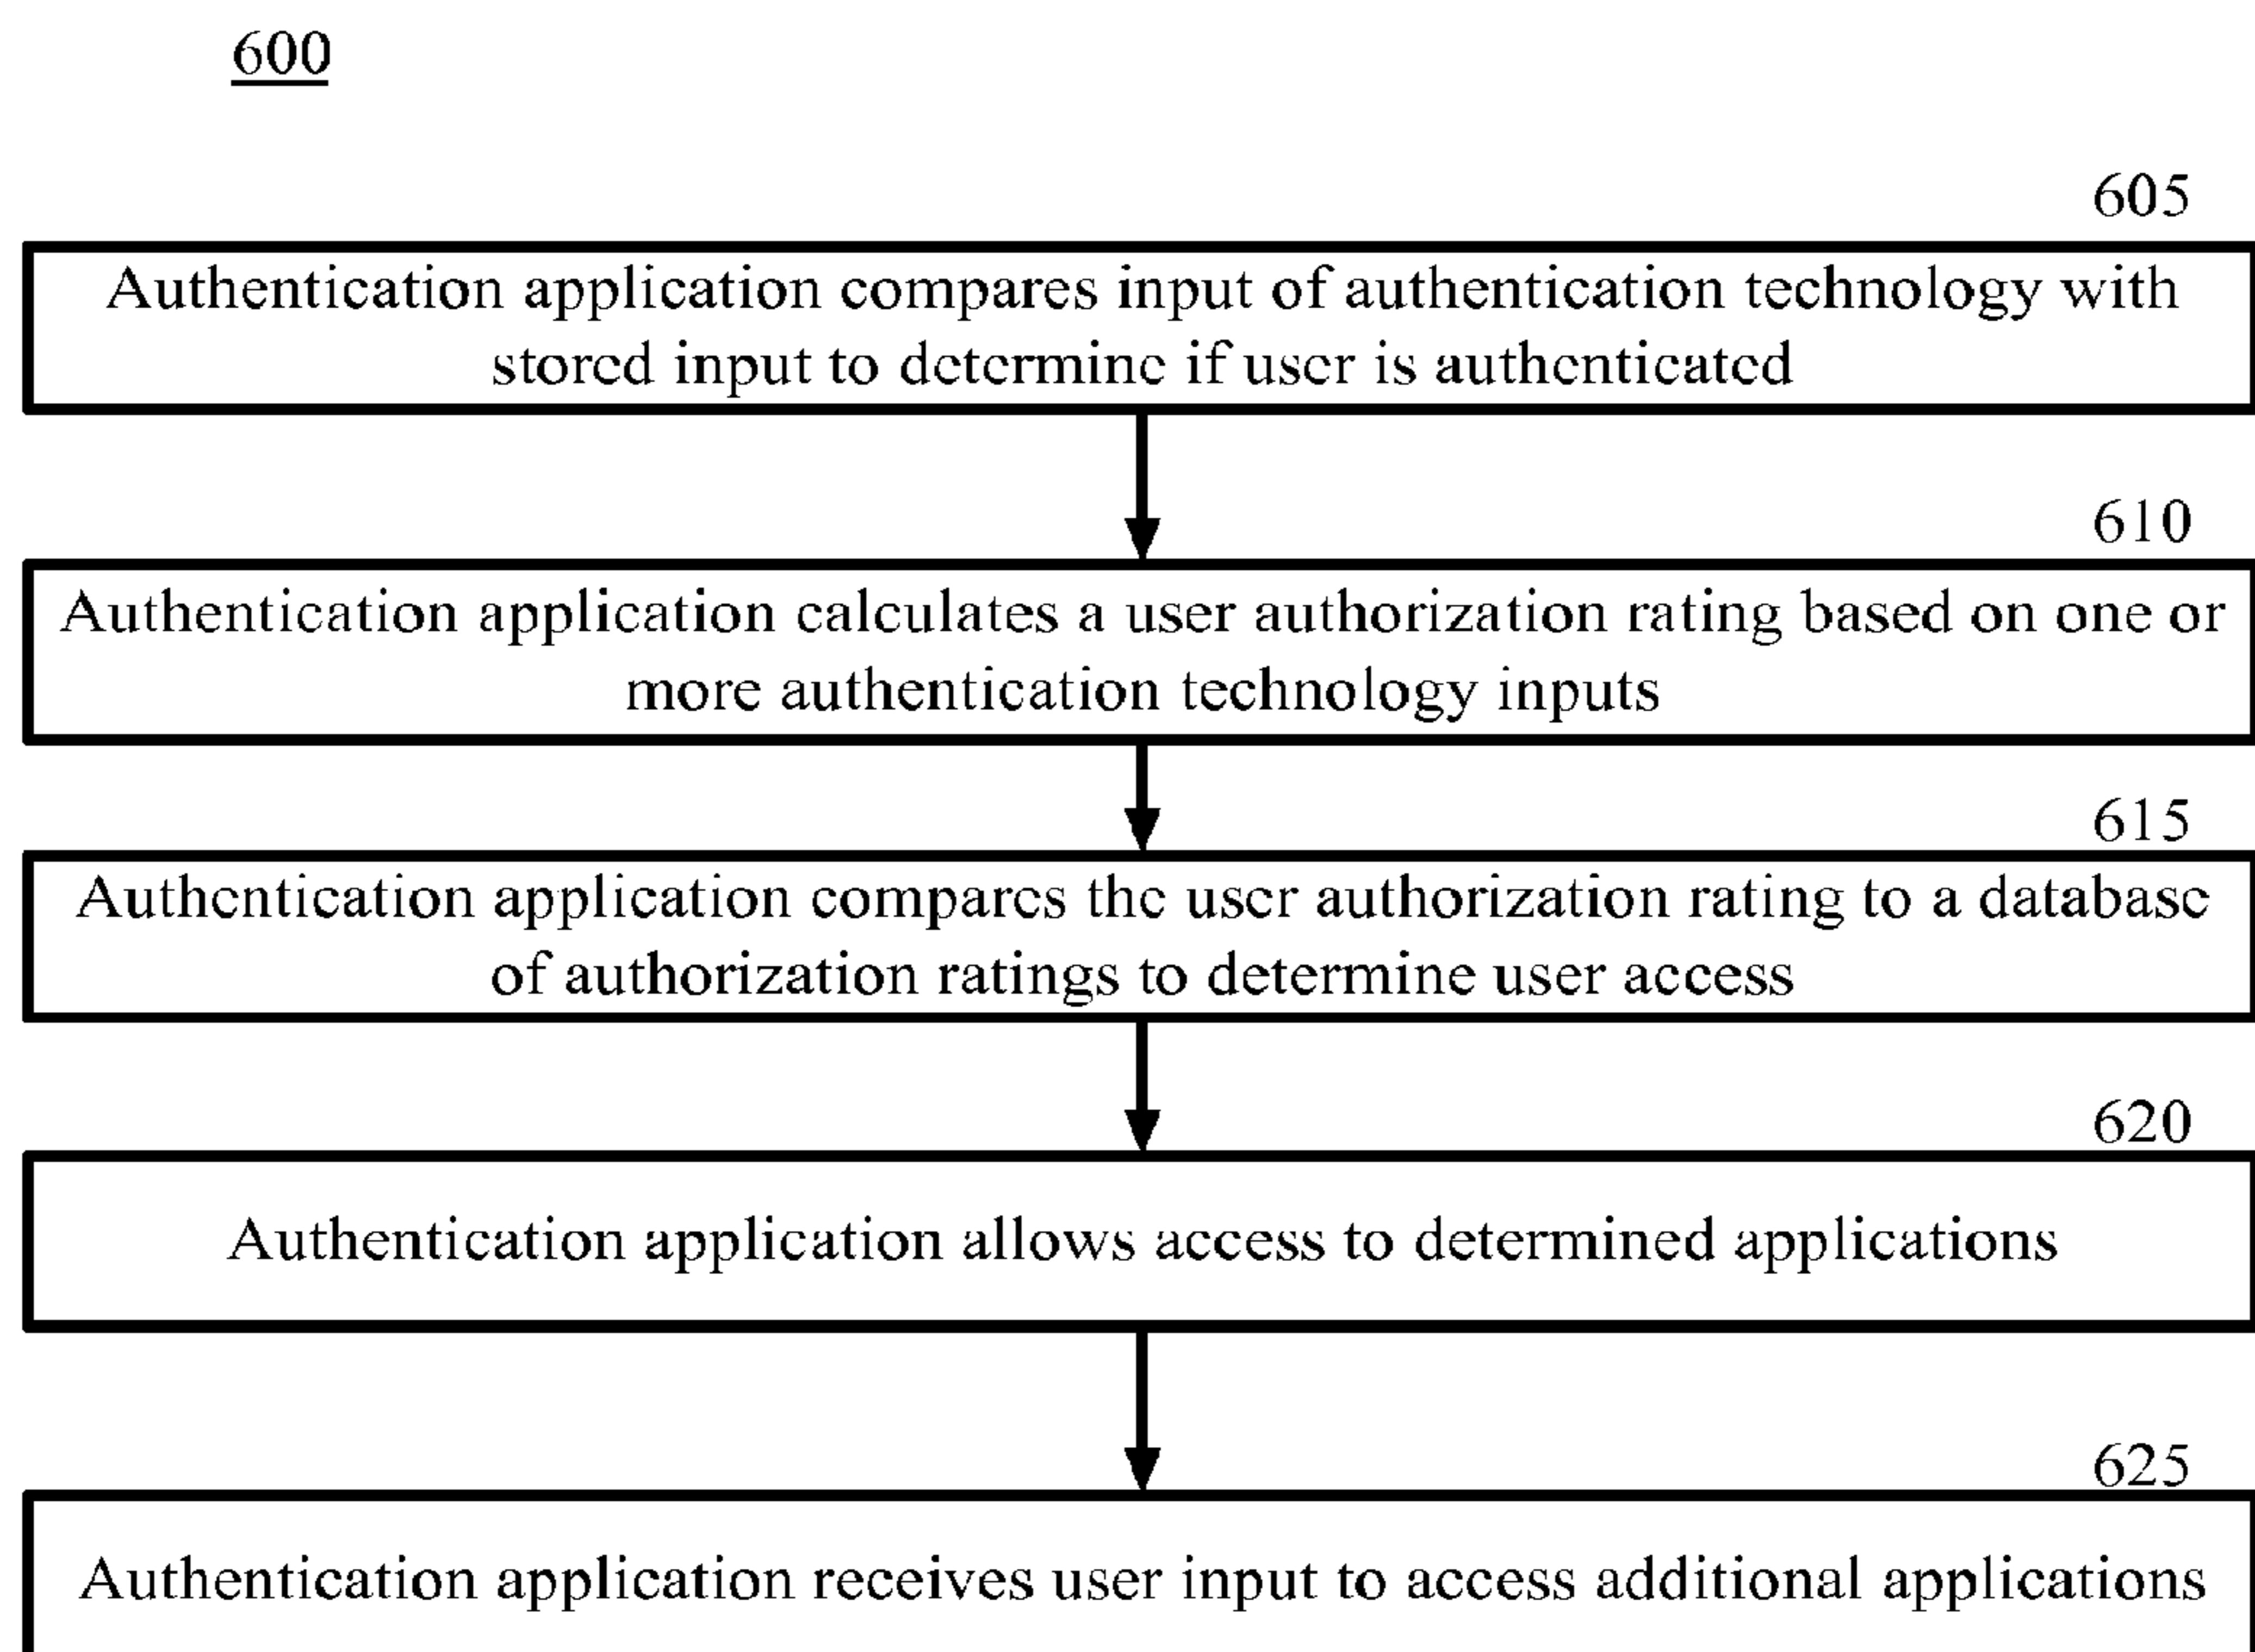 600
605
Authentication application compares input of authentication technology with
stored input to determine if user is authenticated
610
Authentication application calculates a user authorization rating based on one or
more authentication technology inputs
615
Authentication application compares the user authorization rating to a database
of authorization ratings to determine user access
620
Authentication application allows access to determined applications
625
Authentication application receives user input to access additional applications